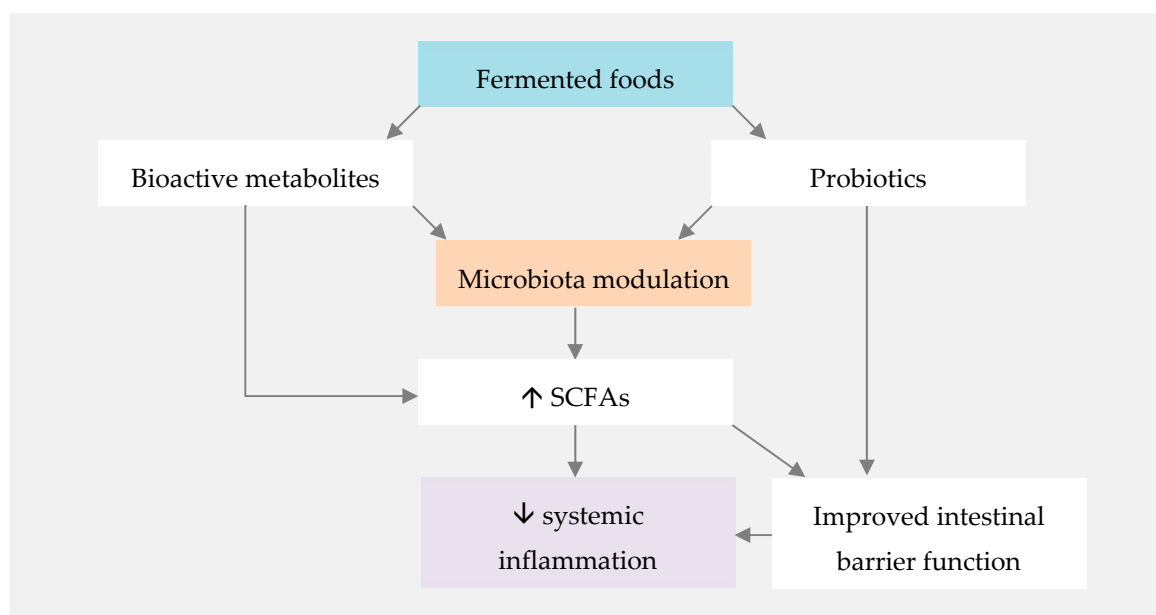 Fermented foods
Bioactive metabolites
Probiotics
Microbiota modulation
↑ SCFAs
↓ systemic
inflammation
Improved intestinal
barrier function